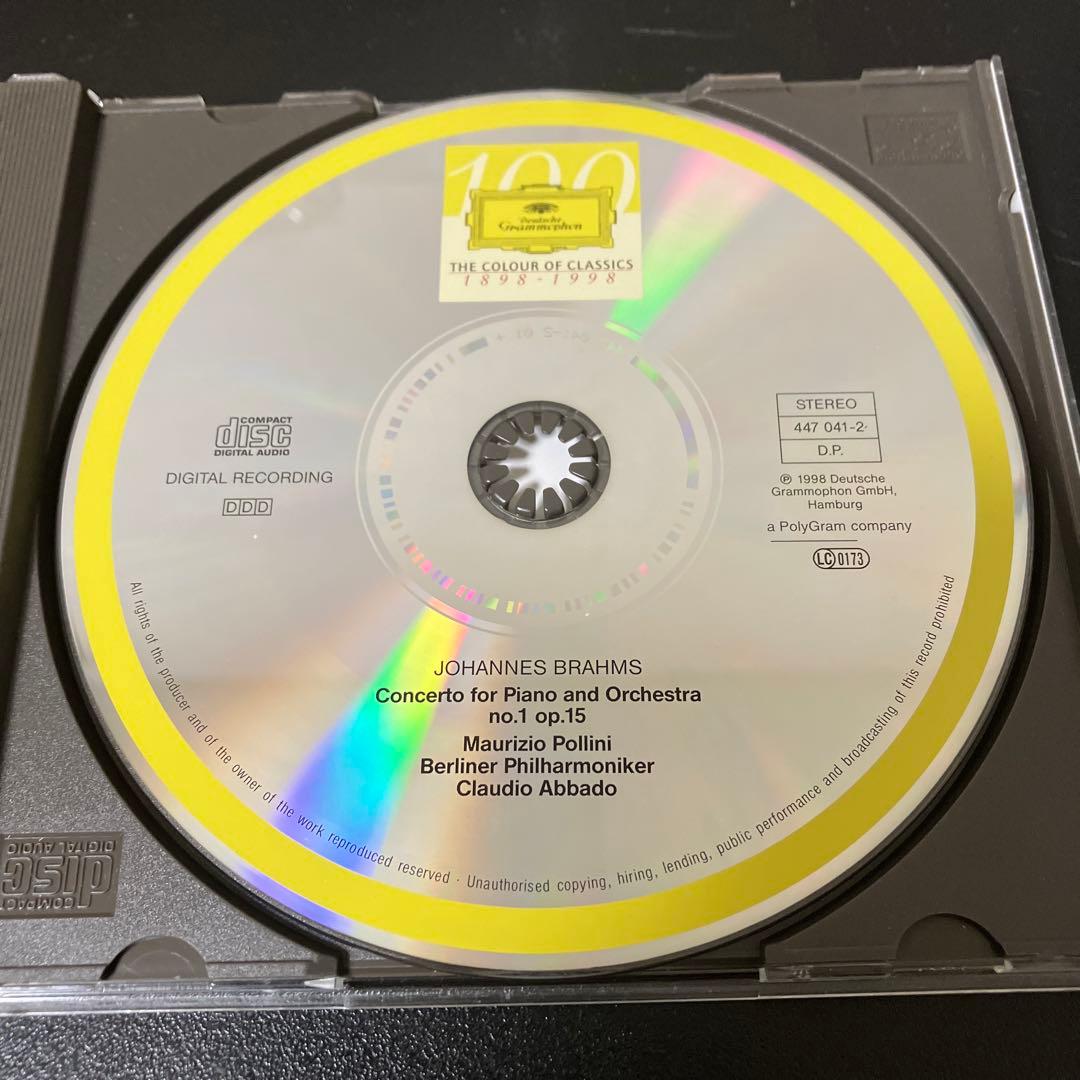 100
Deutsche
Grammophon
THE COLOUR OF CLASSICS
1898-1998
COMPACT
disc
DIGITAL AUDIO
DIGITAL RECORDING
DDD
STEREO
447 041-2
D.P.
℗ 1998 Deutsche
Grammophon GmbH,
Hamburg
a PolyGram company
LC 0173
JOHANNES BRAHMS
Concerto for Piano and Orchestra
no.1 op.15
Maurizio Pollini
Berliner Philharmoniker
Claudio Abbado
All rights of the producer and of the owner of the work reproduced reserved · Unauthorised copying, hiring, lending, public performance and broadcasting of this record prohibited
COMPACT
disc
DIGITAL AUDIO